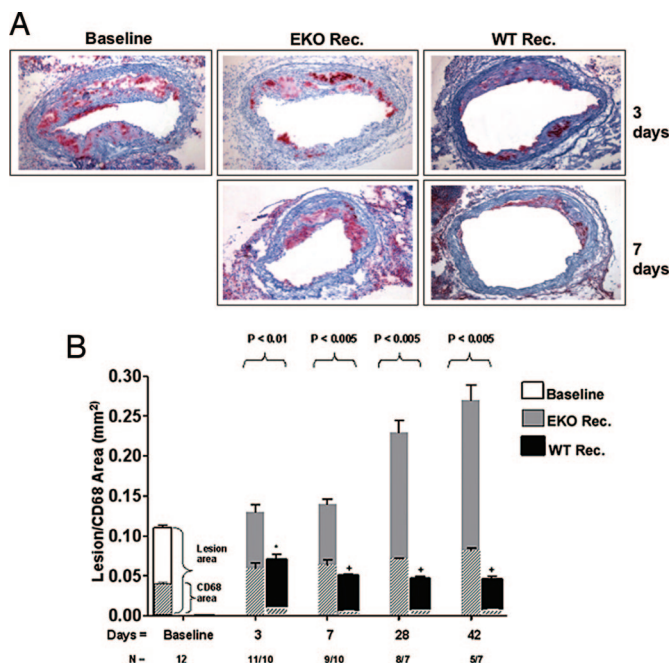 A
Baseline EKO Rec. WT Rec.
3 days
7 days
B
P < 0.01 P < 0.005 P < 0.005 P < 0.005
Lesion/CD68 Area (mm²)
0.30
0.25
0.20
0.15
0.10
0.05
0.00
Baseline
EKO Rec.
WT Rec.
Lesion area
CD68 area
* + + +
Days = Baseline 3 7 28 42
N – 12 11/10 9/10 8/7 5/7